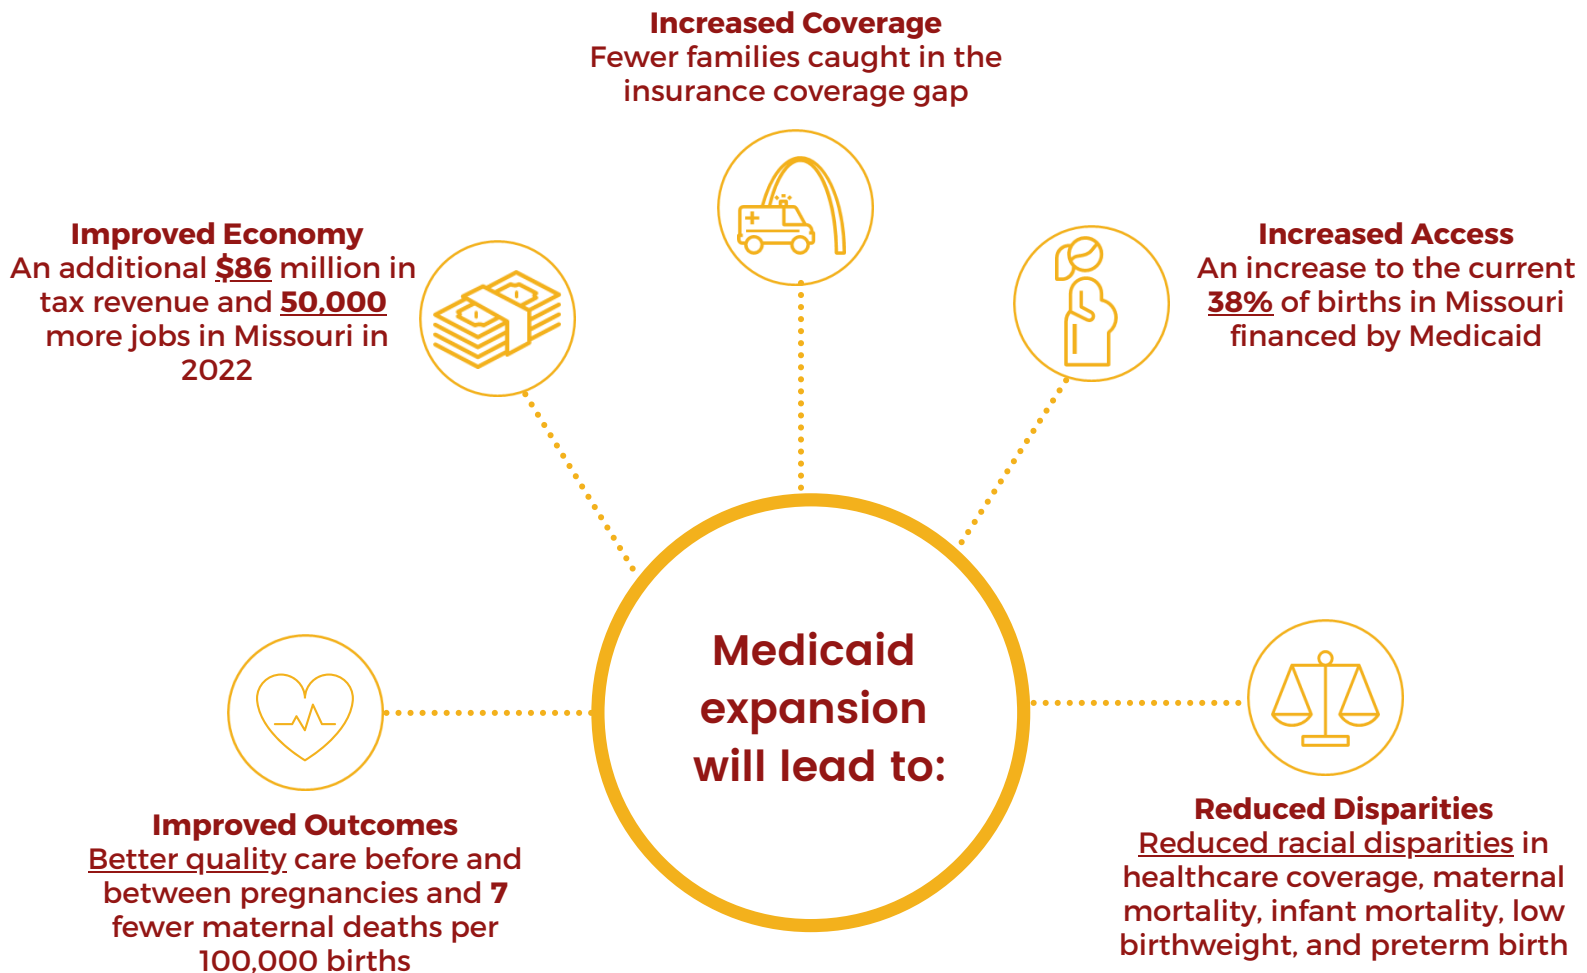 Increased Coverage
Fewer families caught in the
insurance coverage gap
Improved Economy
An additional $86 million in
tax revenue and 50,000
more jobs in Missouri in
2022
Increased Access
An increase to the current
38% of births in Missouri
financed by Medicaid
Medicaid
expansion
will lead to:
Improved Outcomes
Better quality care before and
between pregnancies and 7
fewer maternal deaths per
100,000 births
Reduced Disparities
Reduced racial disparities in
healthcare coverage, maternal
mortality, infant mortality, low
birthweight, and preterm birth